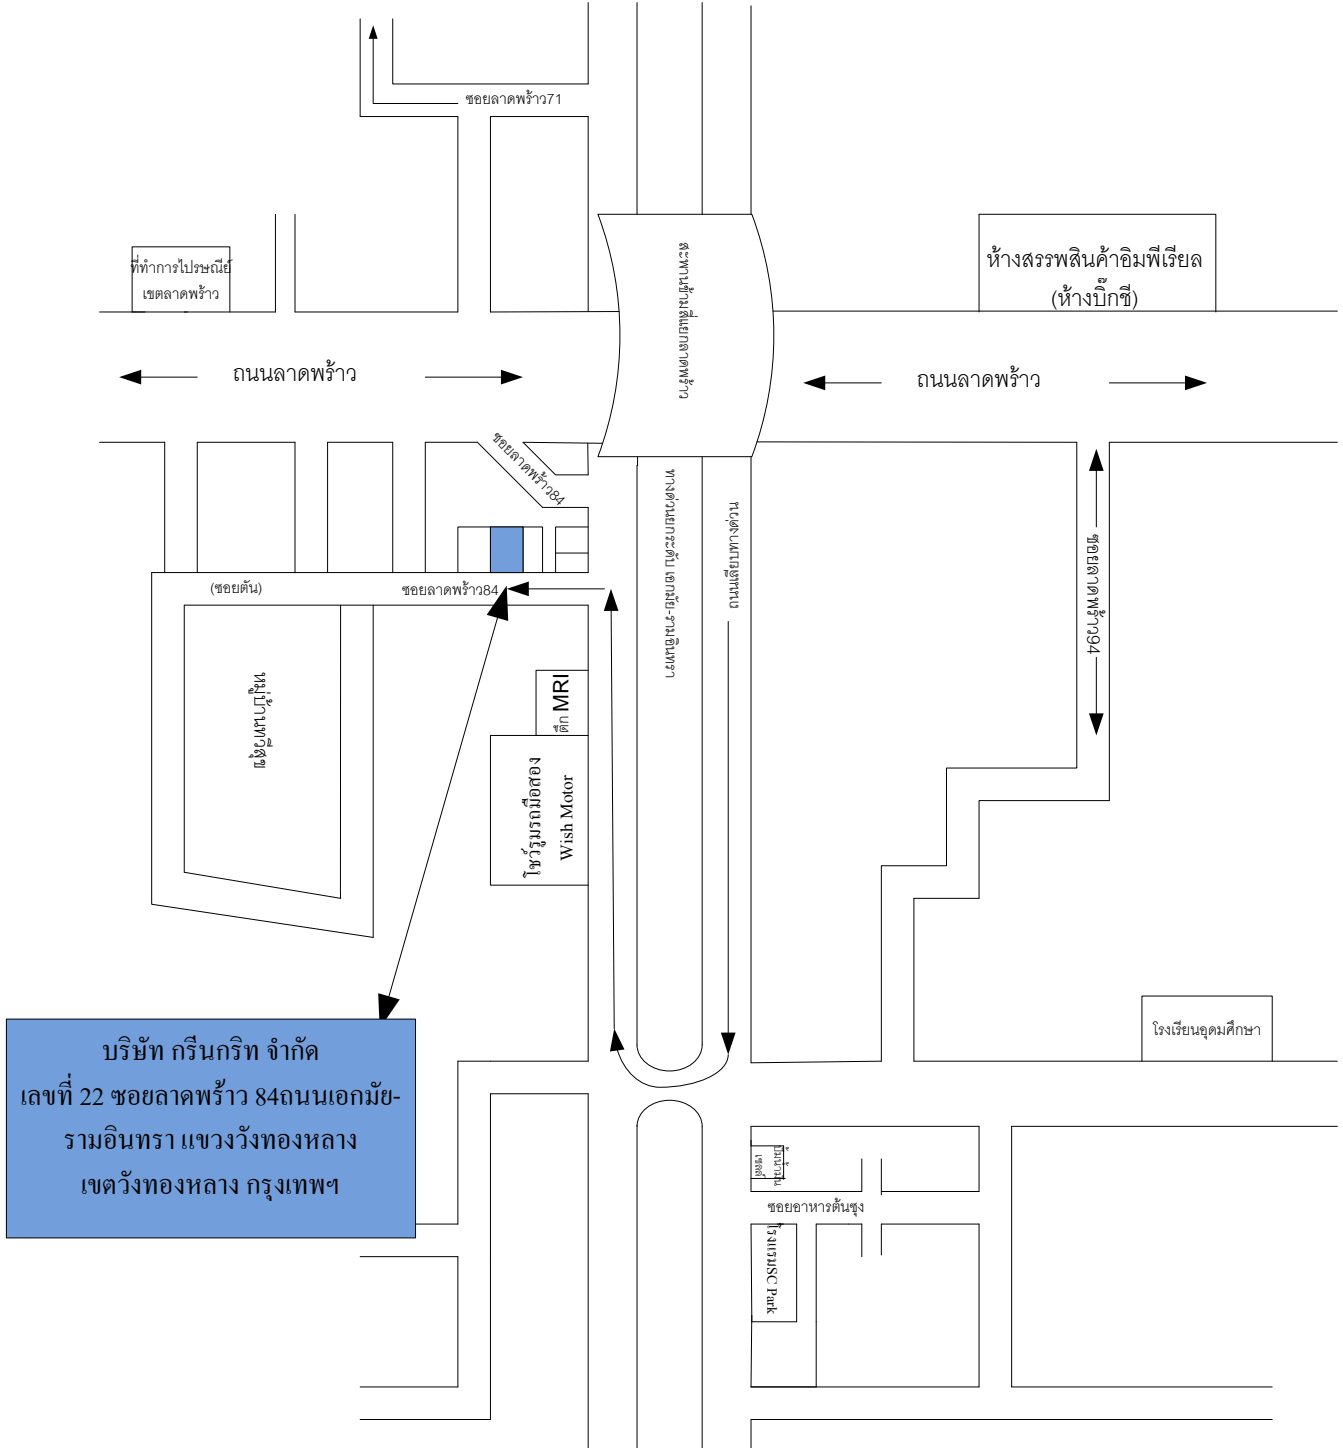 ซอยลาดพร้าว71
ที่ทำการไปรษณีย์
เขตลาดพร้าว
สะพานข้ามสี่แยกลาดพร้าว
ห้างสรรพสินค้าอิมพีเรียล
(ห้างบิ๊กซี)
ถนนลาดพร้าว
ถนนลาดพร้าว
ซอยลาดพร้าว84
ทางด่วนยกระดับ เอกมัย-รามอินทรา
ถนนเลียบทางด่วน
ซอยลาดพร้าว94
(ซอยตัน)
ซอยลาดพร้าว84
หมู่บ้านทวีสุข
ตึก MRI
โชว์รูมรถมือสอง
Wish Motor
บริษัท กรีนกริท จำกัด
เลขที่ 22 ซอยลาดพร้าว 84ถนนเอกมัย-
รามอินทรา แขวงวังทองหลาง
เขตวังทองหลาง กรุงเทพฯ
โรงเรียนอุดมศึกษา
ปั๊มน้ำมัน
เชลล์
ซอยอาหารต้นซุง
โรงแรมSC Park